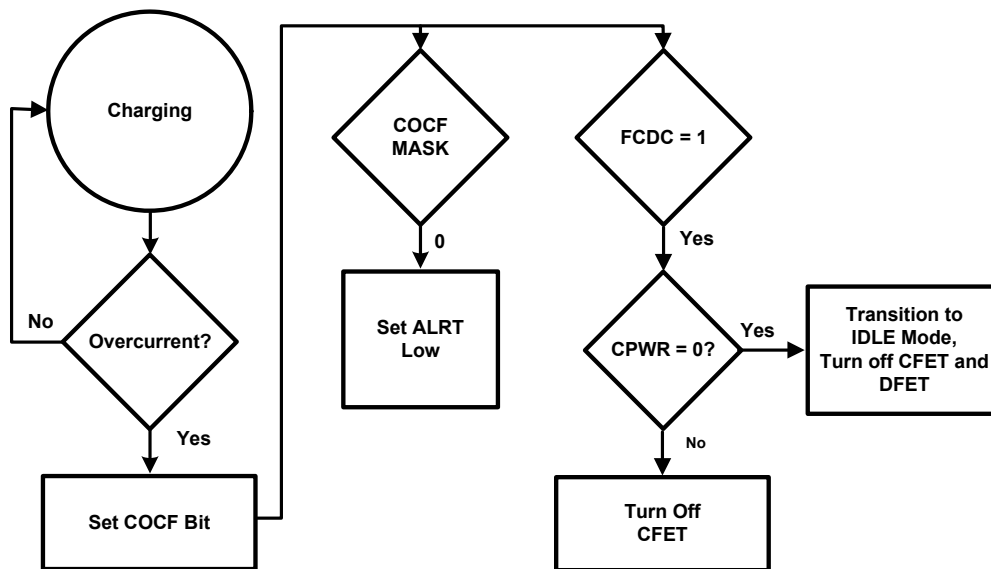 Charging
No
Overcurrent?
Yes
Set COCF Bit
COCF
MASK
0
Set ALRT
Low
FCDC = 1
Yes
CPWR = 0?
Yes
Transition to
IDLE Mode,
Turn off CFET and
DFET
No
Turn Off
CFET